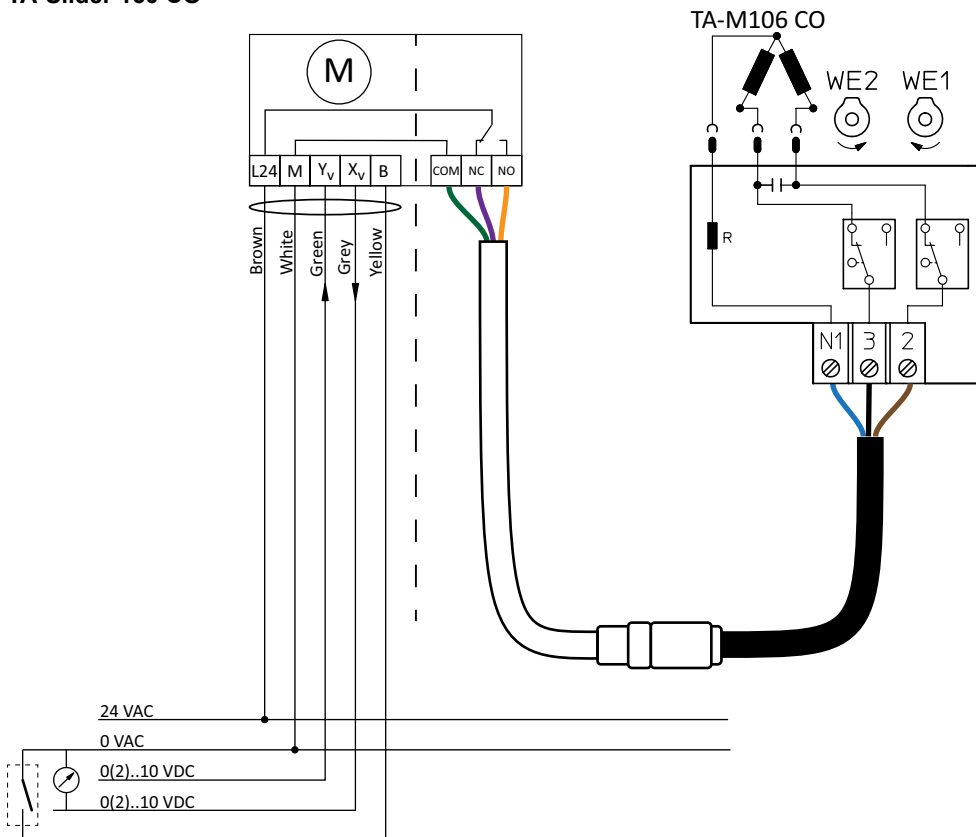 TA-Slider 160 CO
TA-M106 CO
M
WE2 WE1
L24 M Yv Xv B COM NC NO
R
Brown
White
Green
Grey
Yellow
N1 3 2
24 VAC
0 VAC
0(2)..10 VDC
0(2)..10 VDC